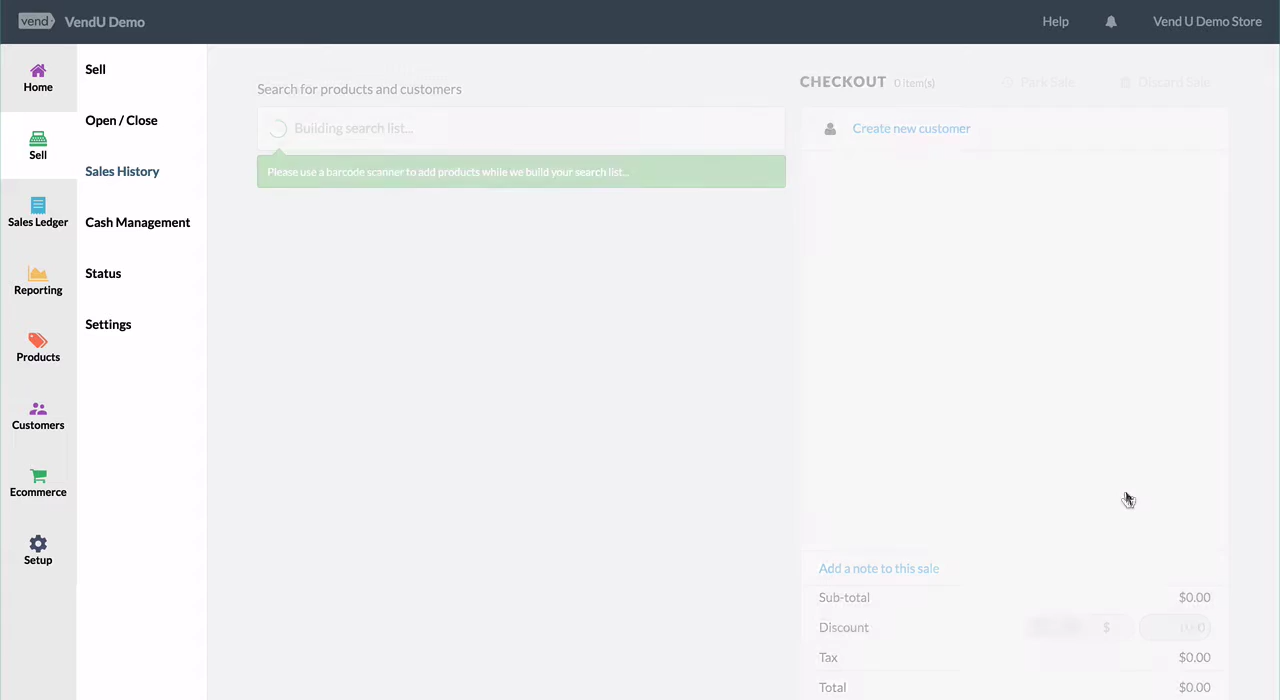 vend VendU Demo Help Vend U Demo Store
Home
Sell
Sales Ledger
Reporting
Products
Customers
Ecommerce
Setup
Sell
Open / Close
Sales History
Cash Management
Status
Settings
Search for products and customers
Building search list...
Please use a barcode scanner to add products while we build your search list...
CHECKOUT 0 item(s) Park Sale Discard Sale
Create new customer
Add a note to this sale
Sub-total $0.00
Discount $
Tax $0.00
Total $0.00